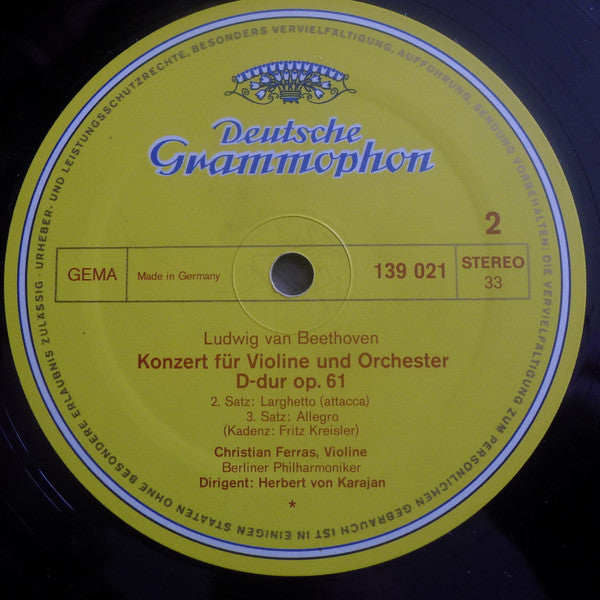 Deutsche
Grammophon
2
GEMA
Made in Germany
139 021
STEREO
33
Ludwig van Beethoven
Konzert für Violine und Orchester
D-dur op. 61
2. Satz: Larghetto (attacca)
3. Satz: Allegro
(Kadenz: Fritz Kreisler)
Christian Ferras, Violine
Berliner Philharmoniker
Dirigent: Herbert von Karajan
*
URHEBER- UND LEISTUNGSSCHUTZRECHTE, BESONDERS VERVIELFÄLTIGUNG, AUFFÜHRUNG, SENDUNG VORBEHALTEN; DIE VERVIELFÄLTIGUNG ZUM PERSÖNLICHEN GEBRAUCH IST IN EINIGEN STAATEN OHNE BESONDERE ERLAUBNIS ZULÄSSIG ·